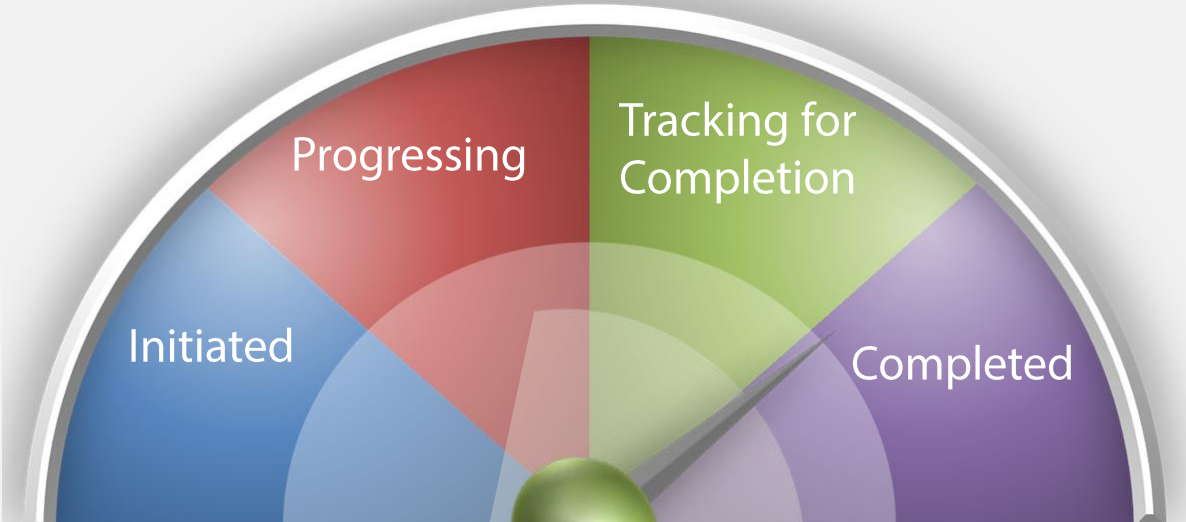 Progressing
Tracking for
Completion
Initiated
Completed